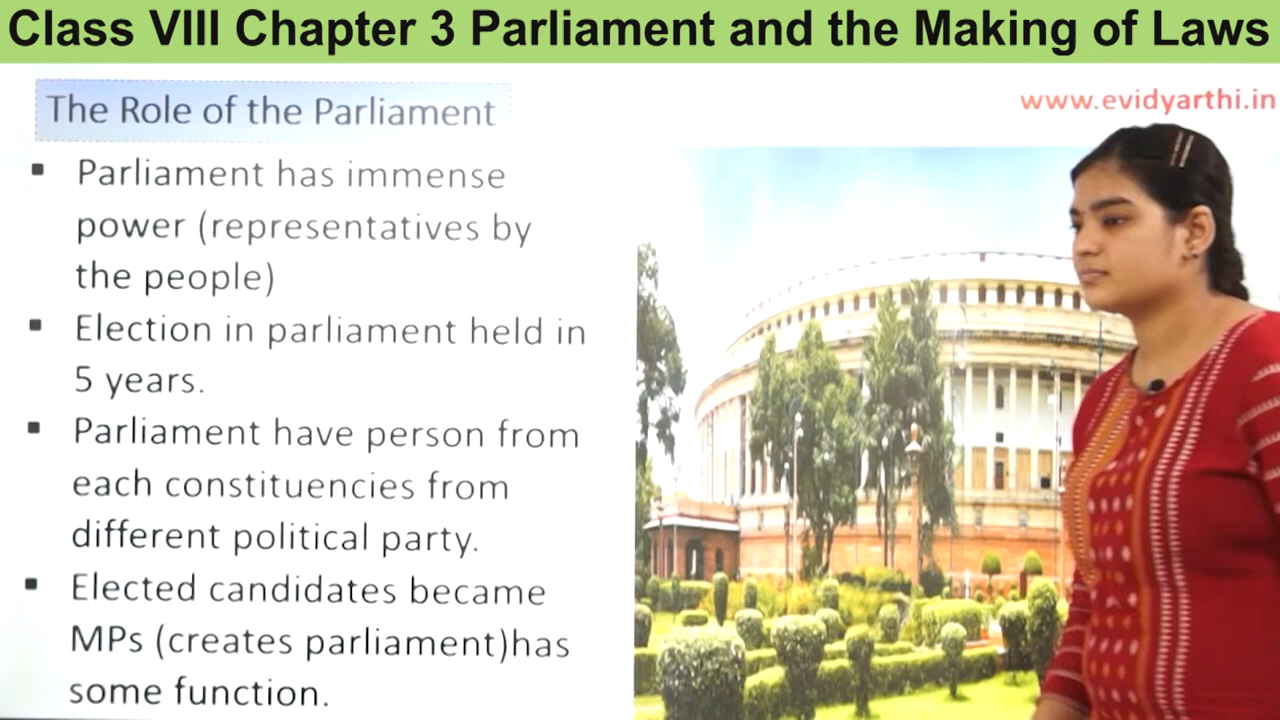 Class VIII Chapter 3 Parliament and the Making of Laws
The Role of the Parliament
www.evidyarthi.in
▪ Parliament has immense
power (representatives by
the people)
▪ Election in parliament held in
5 years.
▪ Parliament have person from
each constituencies from
different political party.
▪ Elected candidates became
MPs (creates parliament)has
some function.